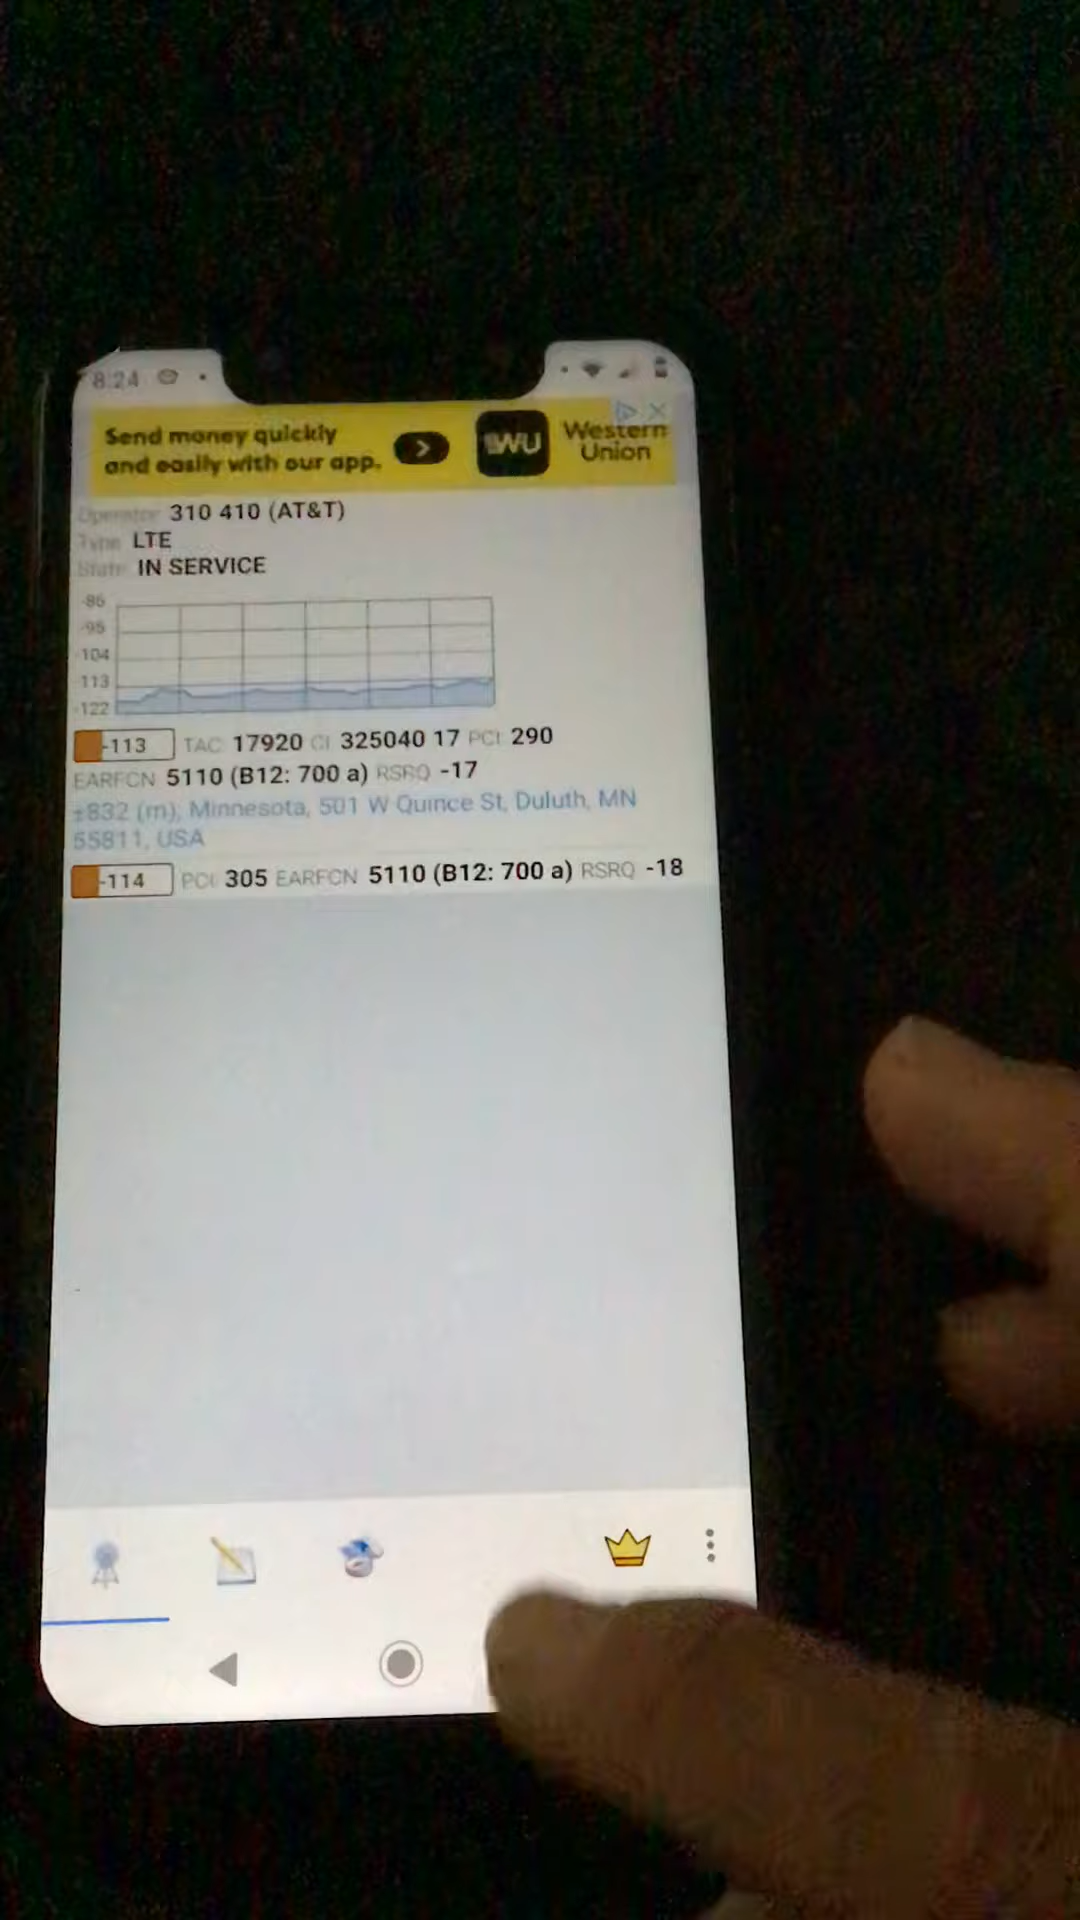 8:24
Send money quickly
and easily with our app.
WU
Western
Union
Operator 310 410 (AT&T)
Type LTE
State IN SERVICE
-86
-95
-104
-113
-122
-113 TAC 17920 CI 325040 17 PCI 290
EARFCN 5110 (B12: 700 a) RSRQ -17
±832 (m), Minnesota, 501 W Quince St, Duluth, MN
55811, USA
-114 PCI 305 EARFCN 5110 (B12: 700 a) RSRQ -18